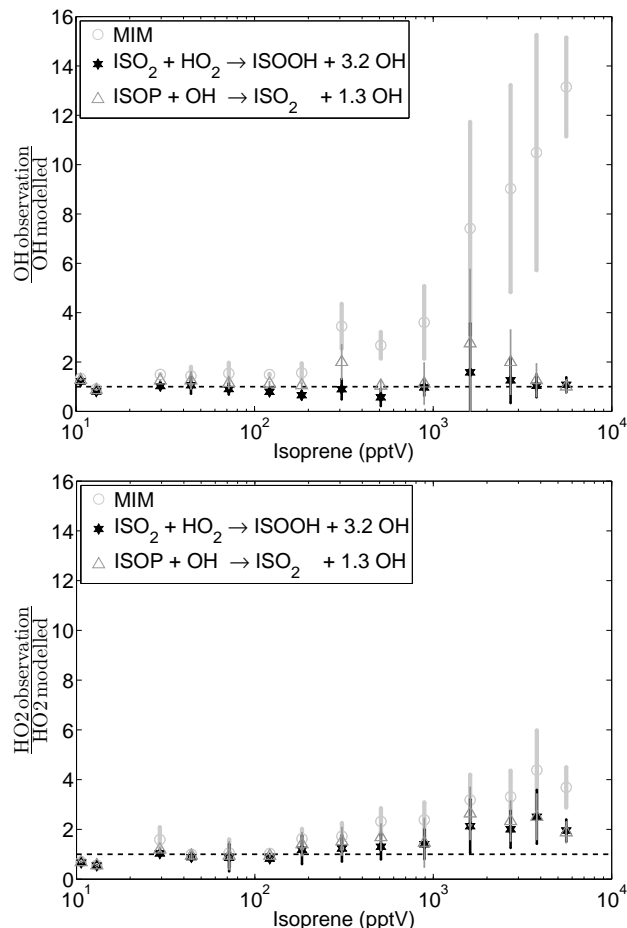 16
14
12
10
8
6
4
2
0
OH observation
OH modelled
MIM
ISO2 + HO2 → ISOOH + 3.2 OH
ISOP + OH → ISO2 + 1.3 OH
10^1 10^2 10^3 10^4
Isoprene (pptV)
16
14
12
10
8
6
4
2
0
HO2 observation
HO2 modelled
MIM
ISO2 + HO2 → ISOOH + 3.2 OH
ISOP + OH → ISO2 + 1.3 OH
10^1 10^2 10^3 10^4
Isoprene (pptV)